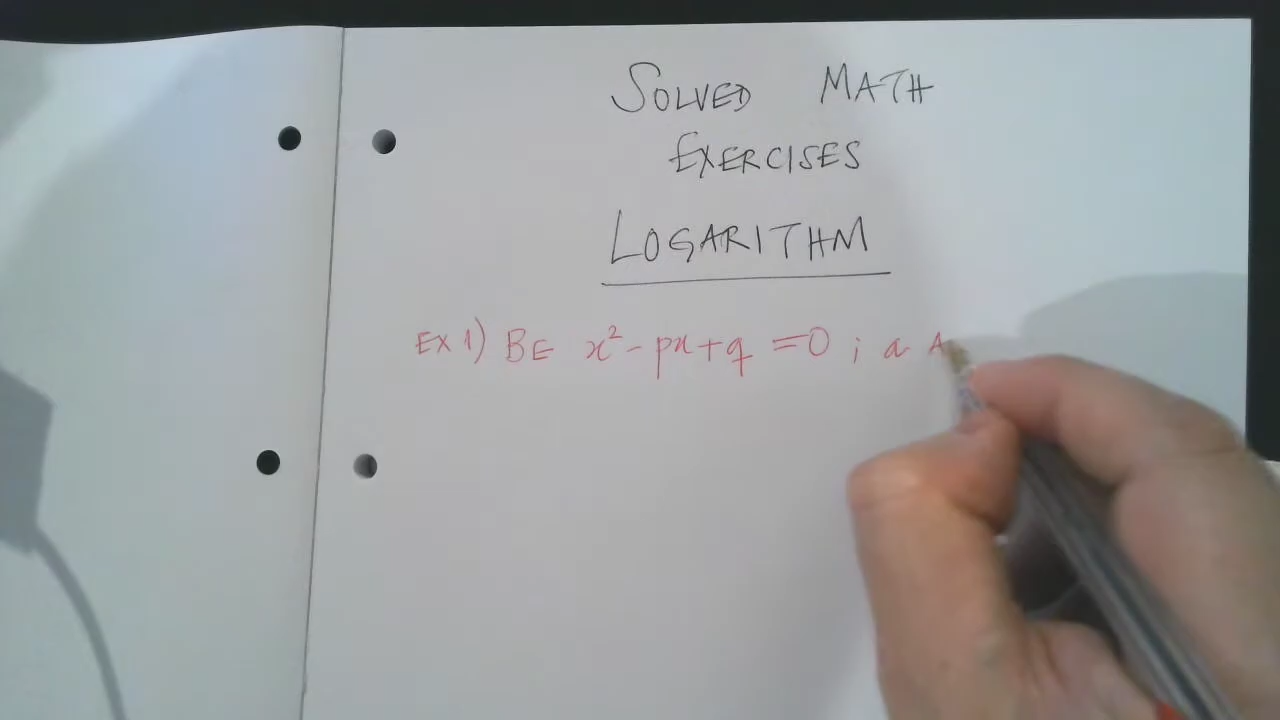 SOLVED MATH
EXERCISES
LOGARITHM
EX 1) BE x² - px + q = 0 ; a A